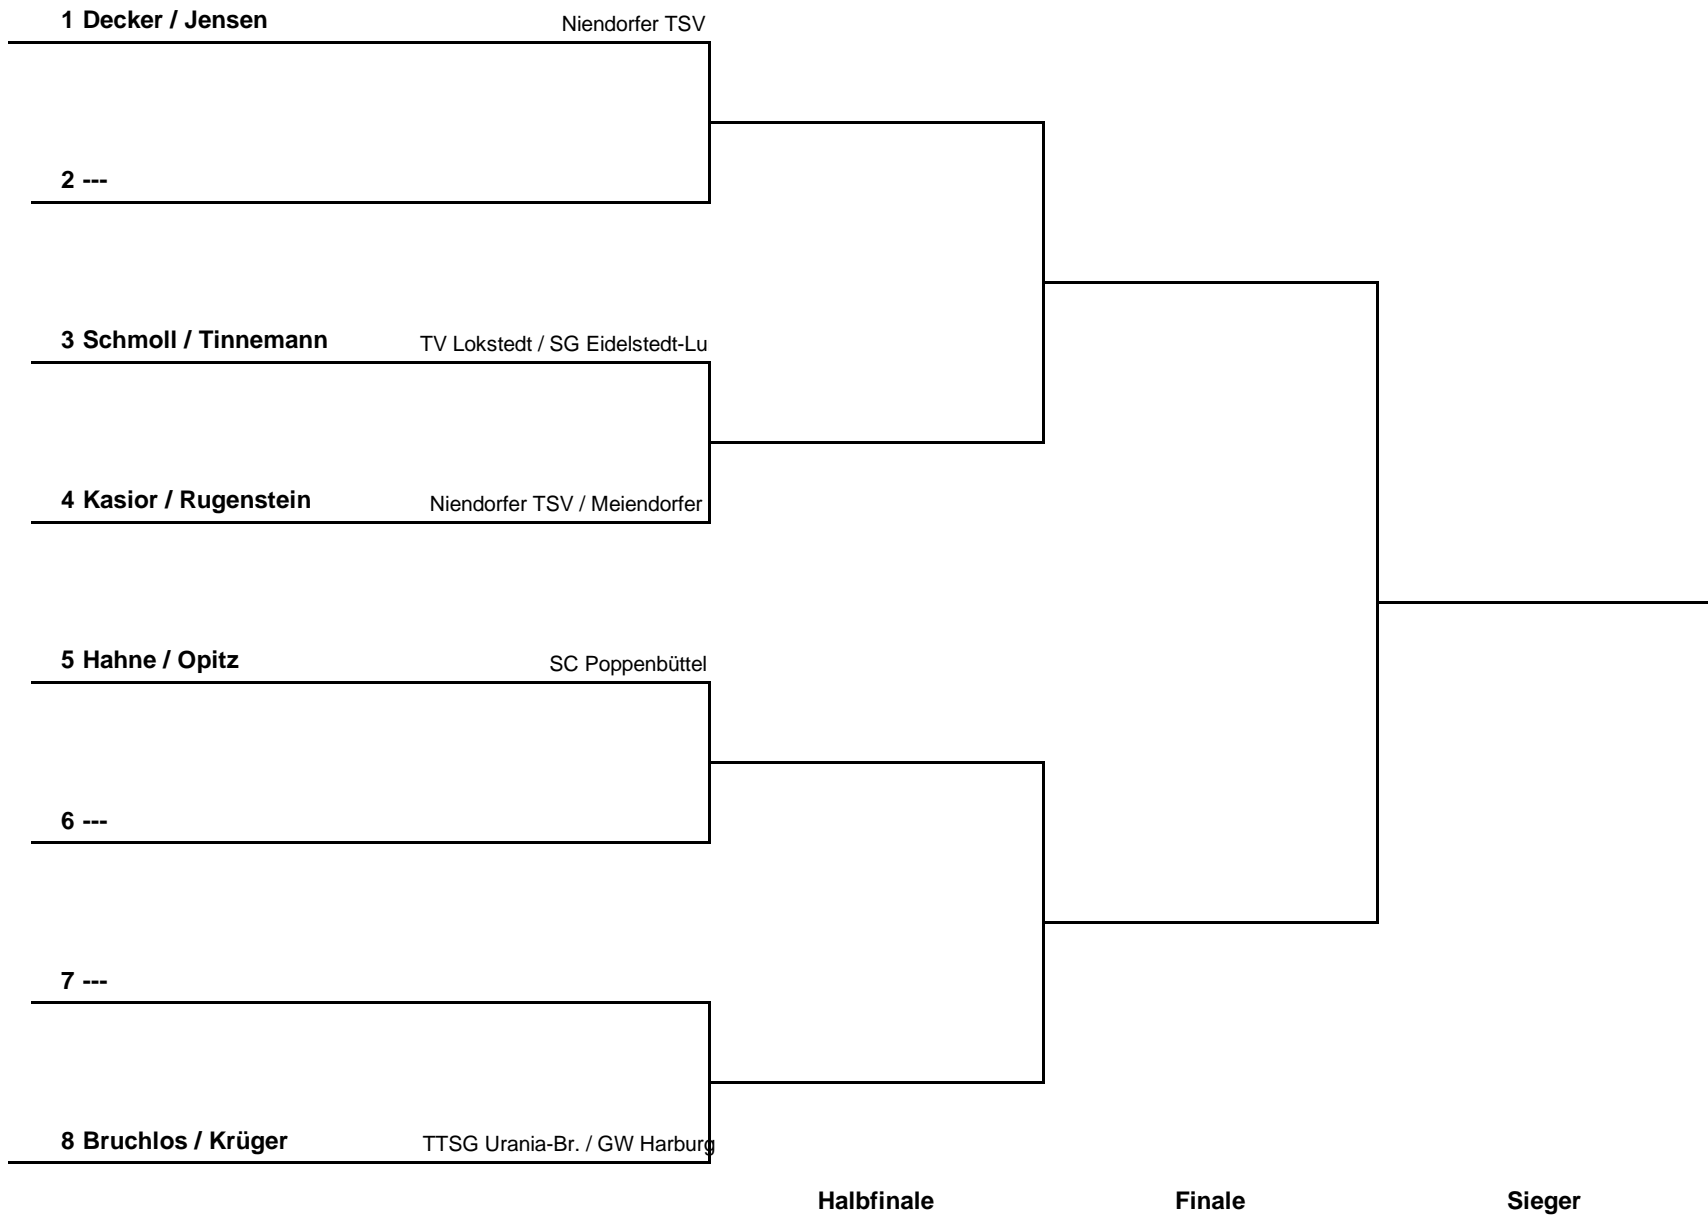 1 Decker / Jensen Niendorfer TSV
2 ---
3 Schmoll / Tinnemann TV Lokstedt / SG Eidelstedt-Lu
4 Kasior / Rugenstein Niendorfer TSV / Meiendorfer
5 Hahne / Opitz SC Poppenbüttel
6 ---
7 ---
8 Bruchlos / Krüger TTSG Urania-Br. / GW Harburg
Halbfinale Finale Sieger